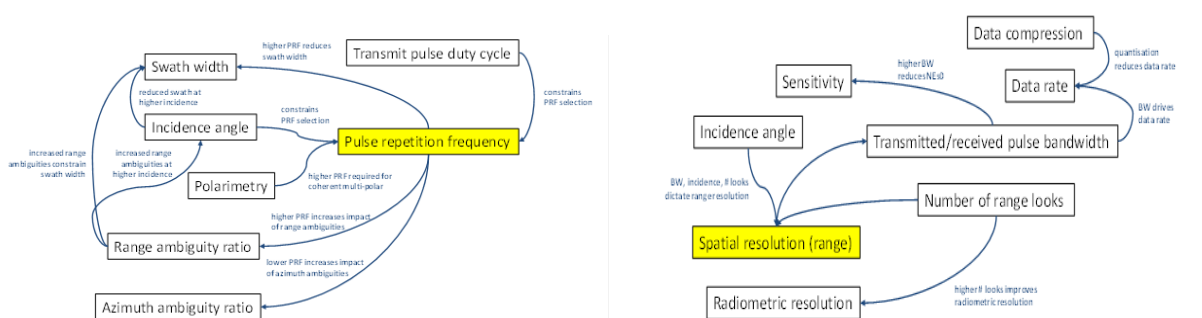 higher PRF reduces
swath width
Transmit pulse duty cycle
Swath width
reduced swath at
higher incidence
constrains
PRF selection
constrains
PRF selection
Incidence angle
Pulse repetition frequency
increased range
ambiguities constrain
swath width
increased range
ambiguities at
higher incidence
Polarimetry
higher PRF required for
coherent multi-polar
higher PRF increases impact
of range ambiguities
Range ambiguity ratio
lower PRF increases impact
of azimuth ambiguities
Azimuth ambiguity ratio
Data compression
quantisation
reduces data rate
higher BW
reduces NEs0
Sensitivity
Data rate
BW drives
data rate
Incidence angle
Transmitted/received pulse bandwidth
BW, incidence, # looks
dictate range resolution
Number of range looks
Spatial resolution (range)
Radiometric resolution
higher # looks improves
radiometric resolution